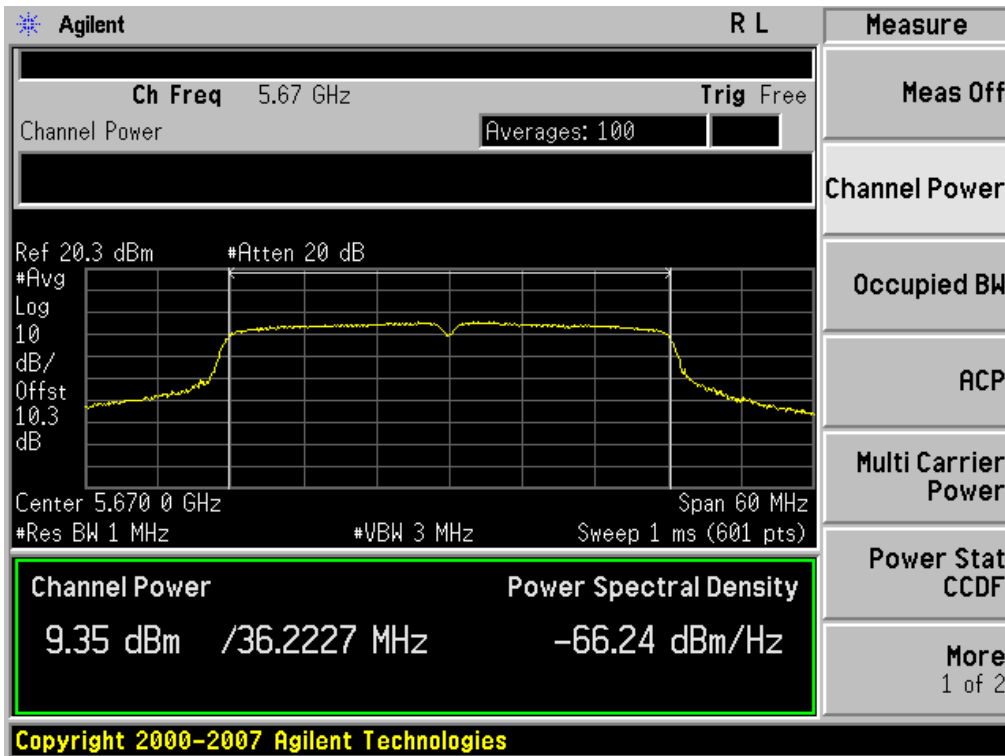 Agilent R L
Measure
Ch Freq 5.67 GHz Trig Free
Channel Power Averages: 100
Meas Off
Channel Power
Occupied BW
ACP
Multi Carrier
Power
Power Stat
CCDF
More
1 of 2
Ref 20.3 dBm #Atten 20 dB
#Avg
Log
10
dB/
Offst
10.3
dB
Center 5.670 0 GHz Span 60 MHz
#Res BW 1 MHz #VBW 3 MHz Sweep 1 ms (601 pts)
Channel Power Power Spectral Density
9.35 dBm /36.2227 MHz -66.24 dBm/Hz
Copyright 2000-2007 Agilent Technologies